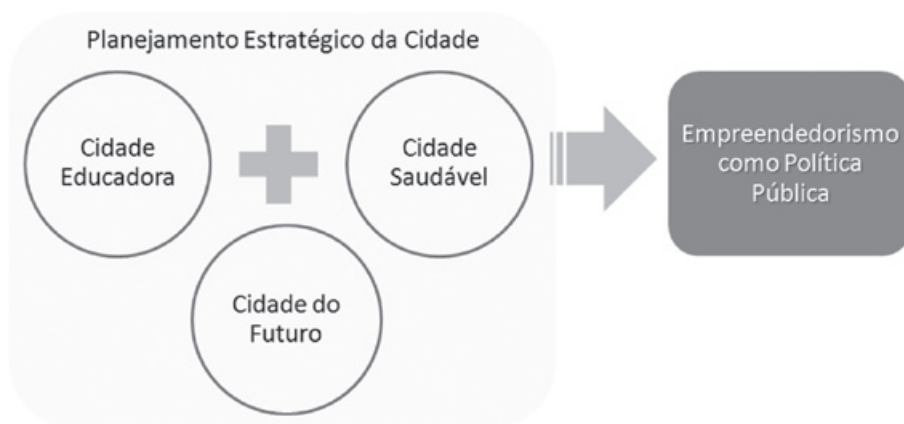 Planejamento Estratégico da Cidade
Cidade
Educadora
Cidade
Saudável
Cidade do
Futuro
Empreendedorismo
como Política
Pública